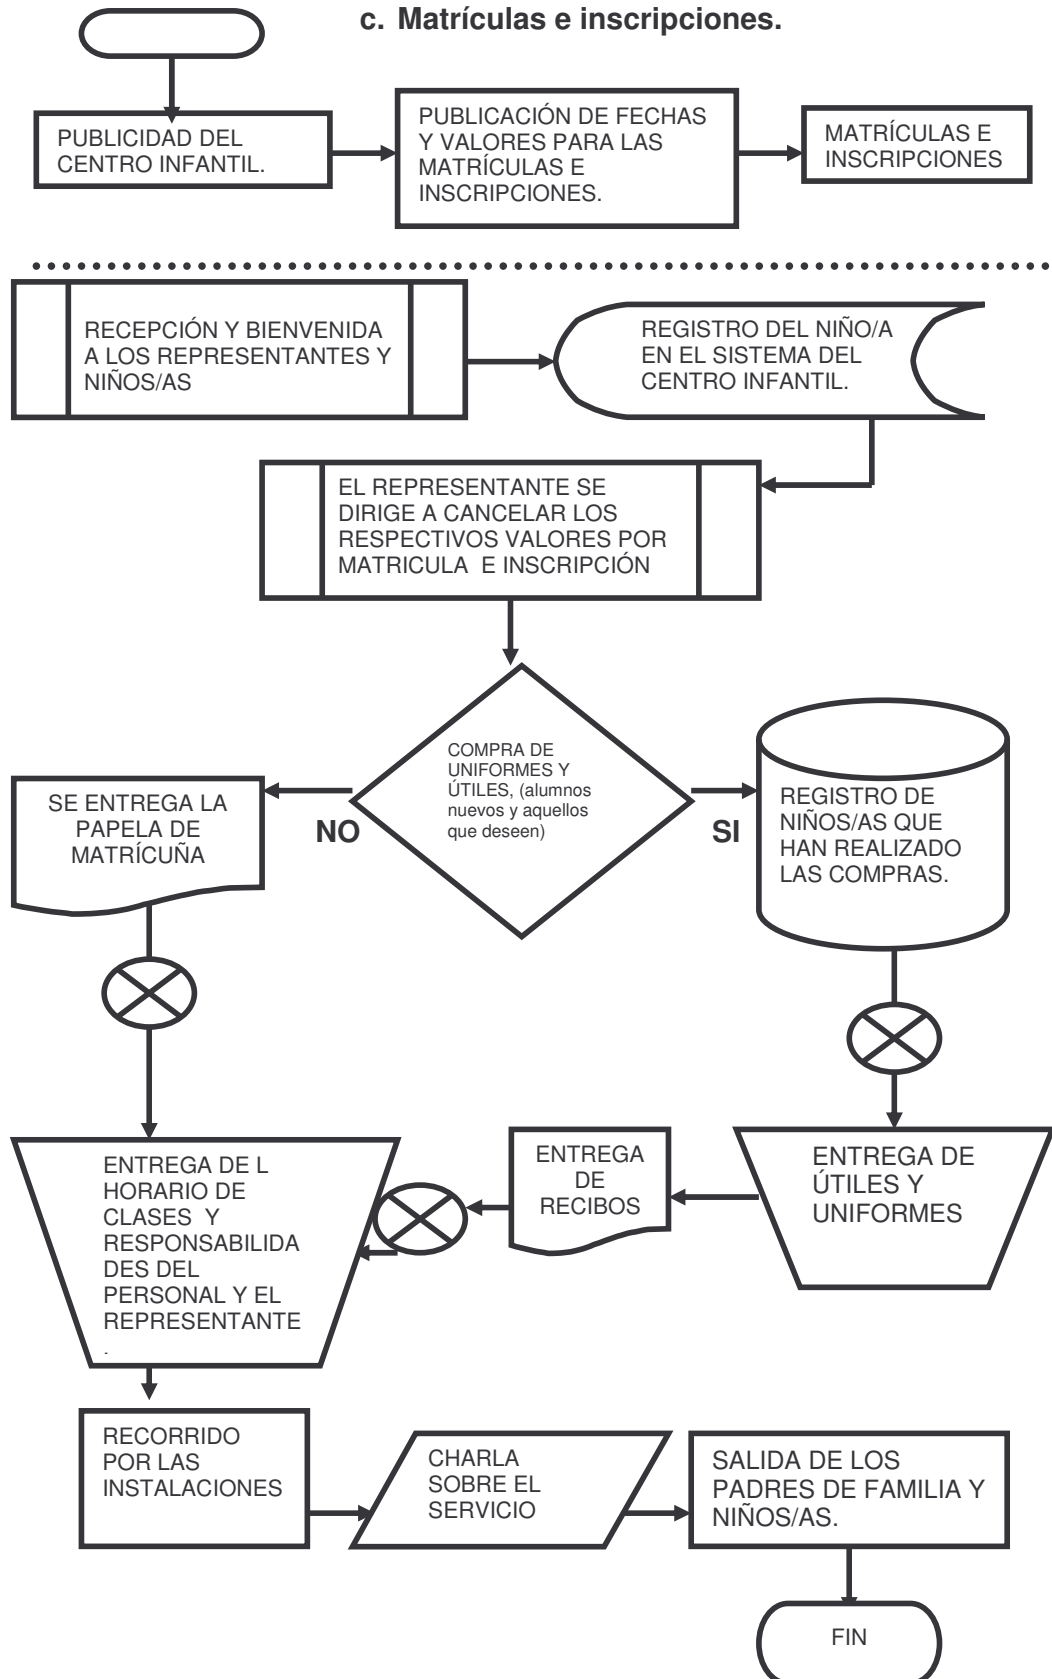 c. Matrículas e inscripciones.
PUBLICIDAD DEL
CENTRO INFANTIL.
PUBLICACIÓN DE FECHAS
Y VALORES PARA LAS
MATRÍCULAS E
INSCRIPCIONES.
MATRÍCULAS E
INSCRIPCIONES
RECEPCIÓN Y BIENVENIDA
A LOS REPRESENTANTES Y
NIÑOS/AS
REGISTRO DEL NIÑO/A
EN EL SISTEMA DEL
CENTRO INFANTIL.
EL REPRESENTANTE SE
DIRIGE A CANCELAR LOS
RESPECTIVOS VALORES POR
MATRICULA  E INSCRIPCIÓN
COMPRA DE
UNIFORMES Y
ÚTILES, (alumnos
nuevos y aquellos
que deseen)
NO
SI
SE ENTREGA LA
PAPELA DE
MATRÍCUÑA
REGISTRO DE
NIÑOS/AS QUE
HAN REALIZADO
LAS COMPRAS.
ENTREGA DE L
HORARIO DE
CLASES  Y
RESPONSABILIDA
DES DEL
PERSONAL Y EL
REPRESENTANTE
.
ENTREGA
DE
RECIBOS
ENTREGA DE
ÚTILES Y
UNIFORMES
RECORRIDO
POR LAS
INSTALACIONES
CHARLA
SOBRE EL
SERVICIO
SALIDA DE LOS
PADRES DE FAMILIA Y
NIÑOS/AS.
FIN